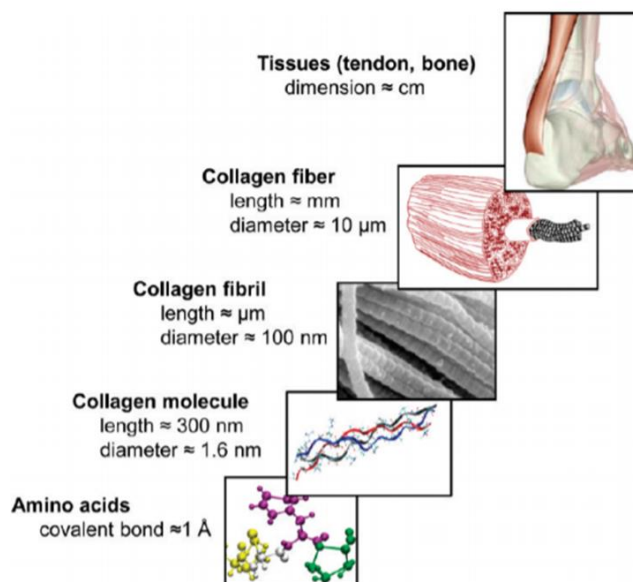 Tissues (tendon, bone)
dimension ≈ cm
Collagen fiber
length ≈ mm
diameter ≈ 10 µm
Collagen fibril
length ≈ µm
diameter ≈ 100 nm
Collagen molecule
length ≈ 300 nm
diameter ≈ 1.6 nm
Amino acids
covalent bond ≈1 Å